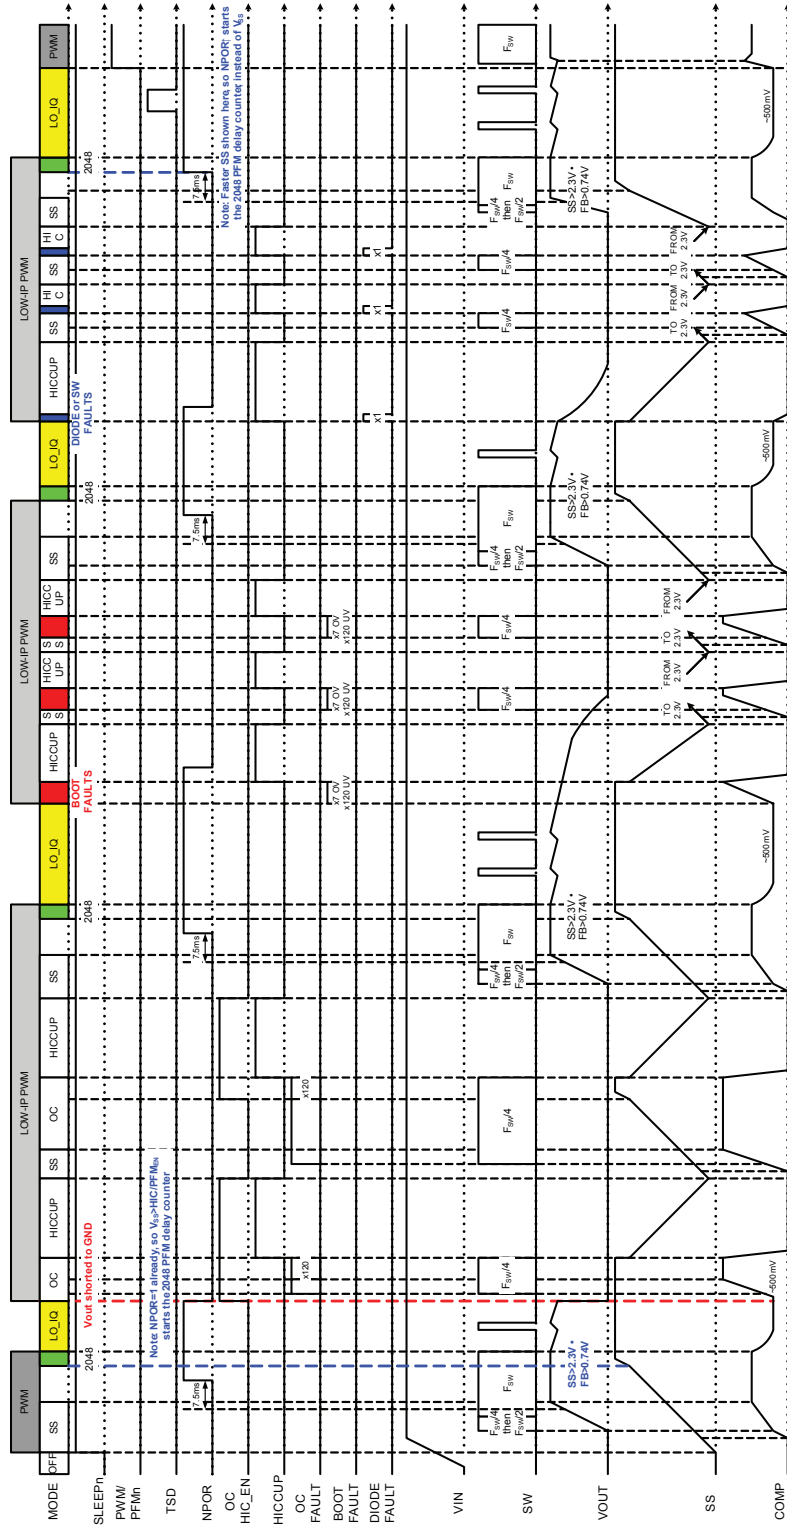 PWM
LOW-IP PWM
LOW-IP PWM
LOW-IP PWM
MODE
OFF
SS
LO_IQ
OC
HICCUP
SS
OC
HICCUP
SS
LO_IQ
HICCUP
S
S
HICC
UP
S
S
HICC
UP
SS
LO_IQ
HICCUP
SS
HI
C
SS
HI
C
SS
LO_IQ
PWM
SLEEPn
2048
Vout shorted to GND
2048
BOOT
FAULTS
2048
DIODE or SW
FAULTS
2048
PWM/
PFMn
TSD
Note: NPOR=1 already, so VSS>HIC/PFMEN
starts the 2048 PFM delay counter
NPOR
7.5ms
7.5ms
7.5ms
7.5ms
Note: Faster SS shown here, so NPOR↑ starts
the 2048 PFM delay counter instead of VSS
OC
HIC_EN
HICCUP
OC
FAULT
x120
x120
BOOT
FAULT
x7 OV
x120 UV
x7 OV
x120 UV
x7 OV
x120 UV
DIODE
FAULT
x1
x1
x1
VIN
SW
FSW/4
then
FSW/2
FSW
FSW/4
FSW/4
FSW/4
then
FSW/2
FSW
FSW/4
FSW/4
FSW/4
then
FSW/2
FSW
FSW/4
FSW/4
FSW/4
then
FSW/2
FSW
FSW
VOUT
SS>2.3V •
FB>0.74V
SS>2.3V •
FB>0.74V
SS>2.3V •
FB>0.74V
SS>2.3V •
FB>0.74V
SS
TO
2.3V
FROM
2.3V
TO
2.3V
FROM
2.3V
TO
2.3V
FROM
2.3V
TO
2.3V
FROM
2.3V
COMP
~500mV
~500mV
~500mV
~500mV